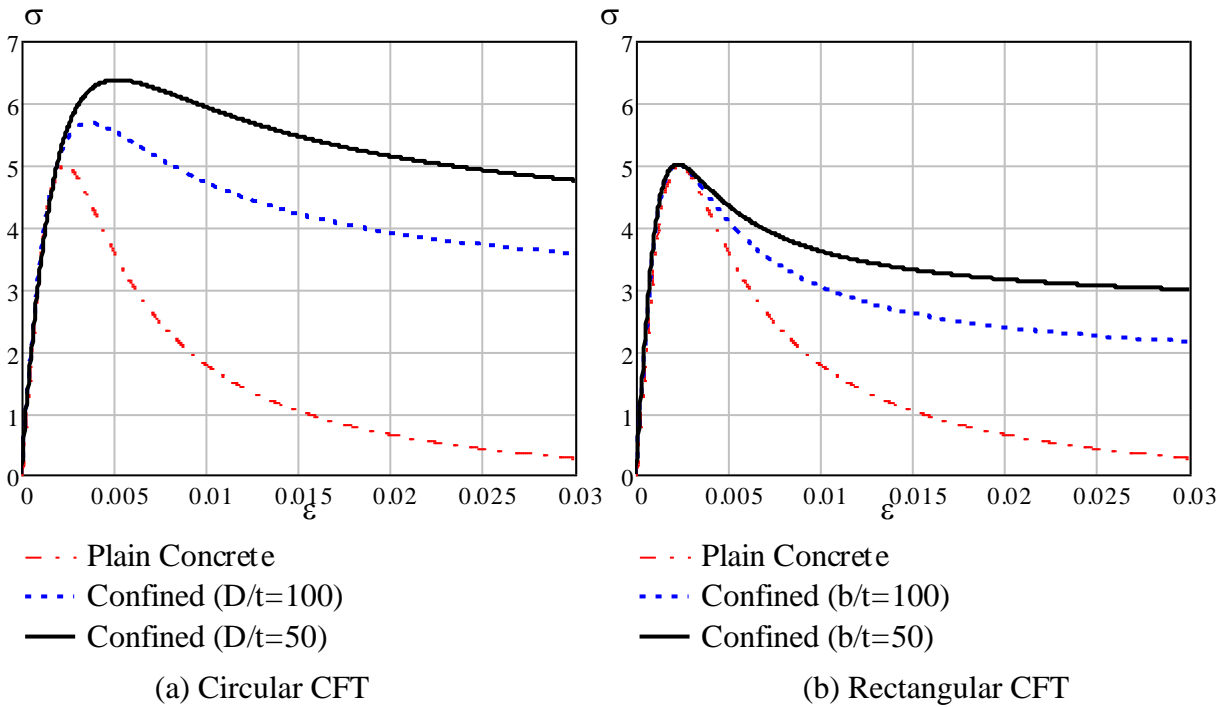 σ
7
6
5
4
3
2
1
0
0 0.005 0.01 0.015 0.02 0.025 0.03
ε
Plain Concrete
Confined (D/t=100)
Confined (D/t=50)
(a) Circular CFT
σ
7
6
5
4
3
2
1
0
0 0.005 0.01 0.015 0.02 0.025 0.03
ε
Plain Concrete
Confined (b/t=100)
Confined (b/t=50)
(b) Rectangular CFT